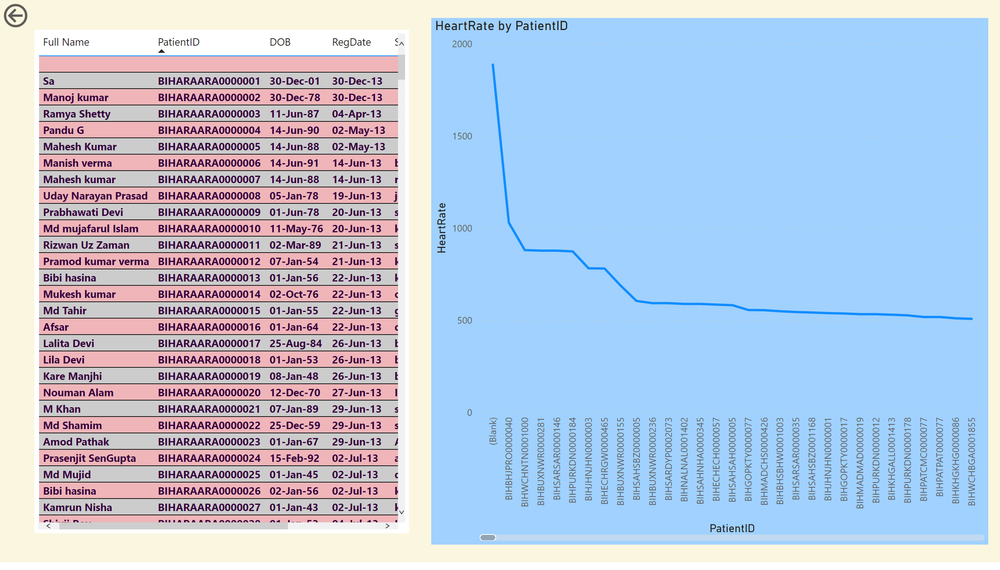 Full Name PatientID DOB RegDate
Sa BIHARAARA0000001 30-Dec-01 30-Dec-13
Manoj kumar BIHARAARA0000002 30-Dec-78 30-Dec-13
Ramya Shetty BIHARAARA0000003 11-Jun-87 04-Apr-13
Pandu G BIHARAARA0000004 14-Jun-90 02-May-13
Mahesh Kumar BIHARAARA0000005 14-Jun-88 02-May-13
Manish verma BIHARAARA0000006 14-Jun-91 14-Jun-13
Mahesh kumar BIHARAARA0000007 14-Jun-88 14-Jun-13
Uday Narayan Prasad BIHARAARA0000008 05-Jan-78 19-Jun-13
Prabhawati Devi BIHARAARA0000009 01-Jun-78 20-Jun-13
Md mujafarul Islam BIHARAARA0000010 11-May-76 20-Jun-13
Rizwan Uz Zaman BIHARAARA0000011 02-Mar-89 21-Jun-13
Pramod kumar verma BIHARAARA0000012 07-Jan-54 21-Jun-13
Bibi hasina BIHARAARA0000013 01-Jan-56 22-Jun-13
Mukesh kumar BIHARAARA0000014 02-Oct-76 22-Jun-13
Md Tahir BIHARAARA0000015 01-Jan-55 22-Jun-13
Afsar BIHARAARA0000016 01-Jan-64 22-Jun-13
Lalita Devi BIHARAARA0000017 25-Aug-84 26-Jun-13
Lila Devi BIHARAARA0000018 01-Jan-53 26-Jun-13
Kare Manjhi BIHARAARA0000019 08-Jan-48 26-Jun-13
Nouman Alam BIHARAARA0000020 12-Dec-70 27-Jun-13
M Khan BIHARAARA0000021 07-Jan-89 29-Jun-13
Md Shamim BIHARAARA0000022 25-Dec-59 29-Jun-13
Amod Pathak BIHARAARA0000023 01-Jan-67 29-Jun-13
Prasenjit SenGupta BIHARAARA0000024 15-Feb-92 02-Jul-13
Md Mujid BIHARAARA0000025 01-Jan-45 02-Jul-13
Bibi hasina BIHARAARA0000026 02-Jan-56 02-Jul-13
Kamrun Nisha BIHARAARA0000027 01-Jan-43 02-Jul-13
HeartRate by PatientID
2000
1500
1000
500
0
HeartRate
(Blank)
BIHBHJPRO0000040
BIHWCHNTN0001000
BIHBUXNWR0000281
BIHSARSAR0000146
BIHPURKDN0000184
BIHJHNJHN0000003
BIHECHRGW0000465
BIHBUXNWR0000155
BIHSAHSBZ0000005
BIHBUXNWR0000236
BIHSARDYP0002073
BIHNALNAL0001402
BIHSAHNHA0000345
BIHECHECH0000057
BIHSAHSAH0000005
BIHGOPKTY0000077
BIHMADCHS0000426
BIHBHSBHW0001003
BIHSARSAR0000035
BIHSAHSBZ0001168
BIHJHNJHN0000001
BIHGOPKTY0000017
BIHMADMAD0000019
BIHPURKDN0000012
BIHKHGALL0001413
BIHPURKDN0000178
BIHPATCMC0000077
BIHPATPAT0000077
BIHKHGKHG0000086
BIHWCHBGA0001855
PatientID